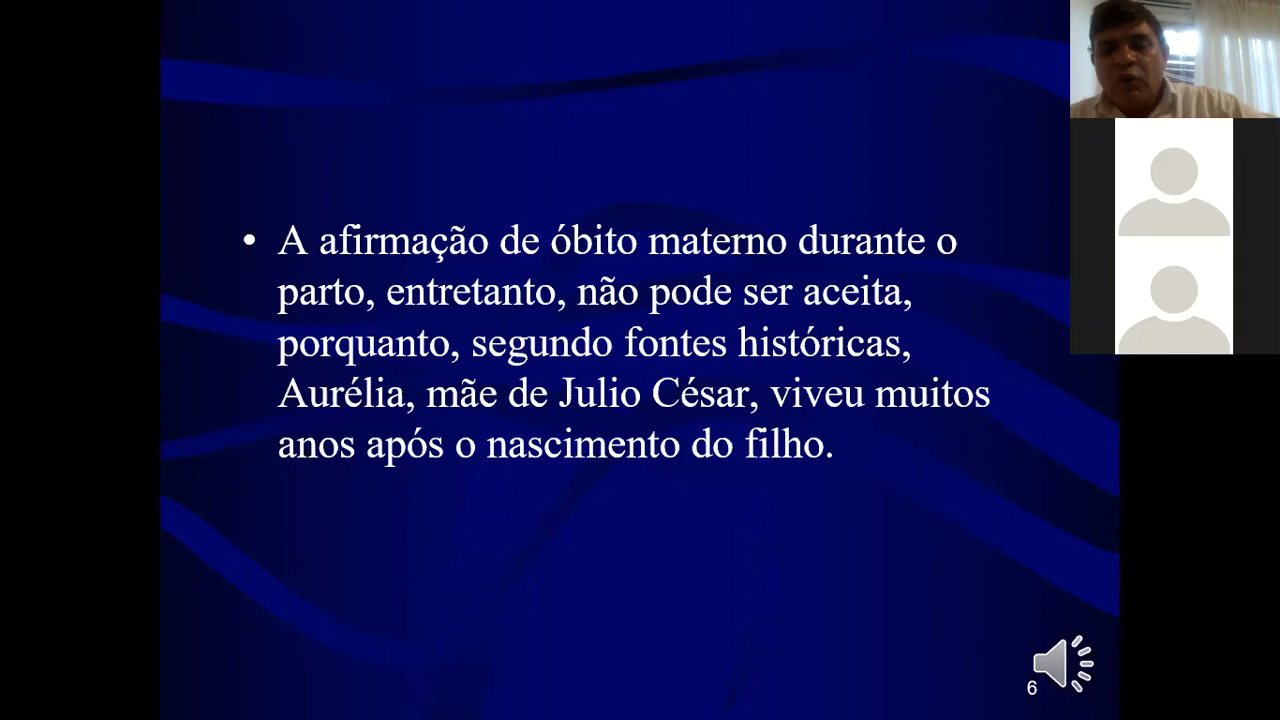 • A afirmação de óbito materno durante o
parto, entretanto, não pode ser aceita,
porquanto, segundo fontes históricas,
Aurélia, mãe de Julio César, viveu muitos
anos após o nascimento do filho.
6